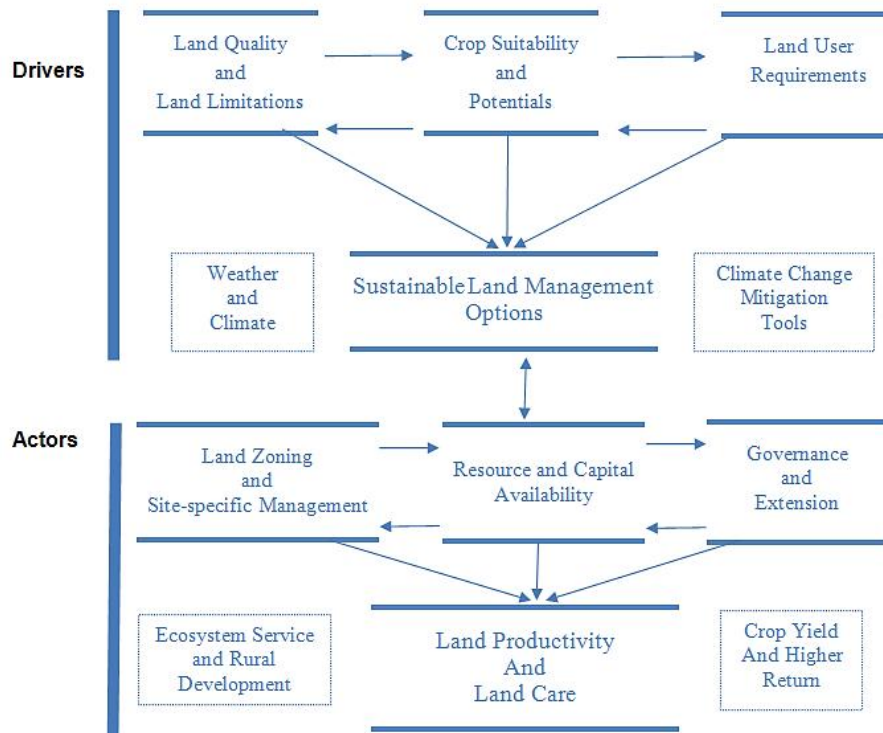 Drivers
Land Quality
and
Land Limitations
Crop Suitability
and
Potentials
Land User
Requirements
Weather
and
Climate
Sustainable Land Management
Options
Climate Change
Mitigation
Tools
Actors
Land Zoning
and
Site-specific Management
Resource and Capital
Availability
Governance
and
Extension
Ecosystem Service
and Rural
Development
Land Productivity
And
Land Care
Crop Yield
And Higher
Return